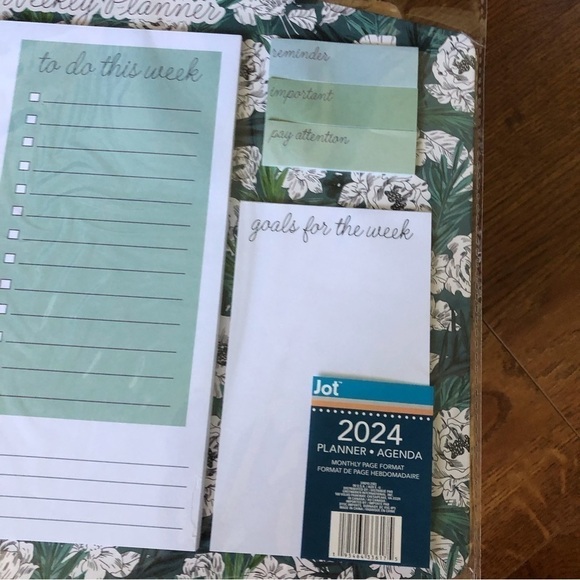 Weekly Planner
to do this week
reminder
important
pay attention
goals for the week
Jot™
2024
PLANNER • AGENDA
MONTHLY PAGE FORMAT
FORMAT DE PAGE HEBDOMADAIRE